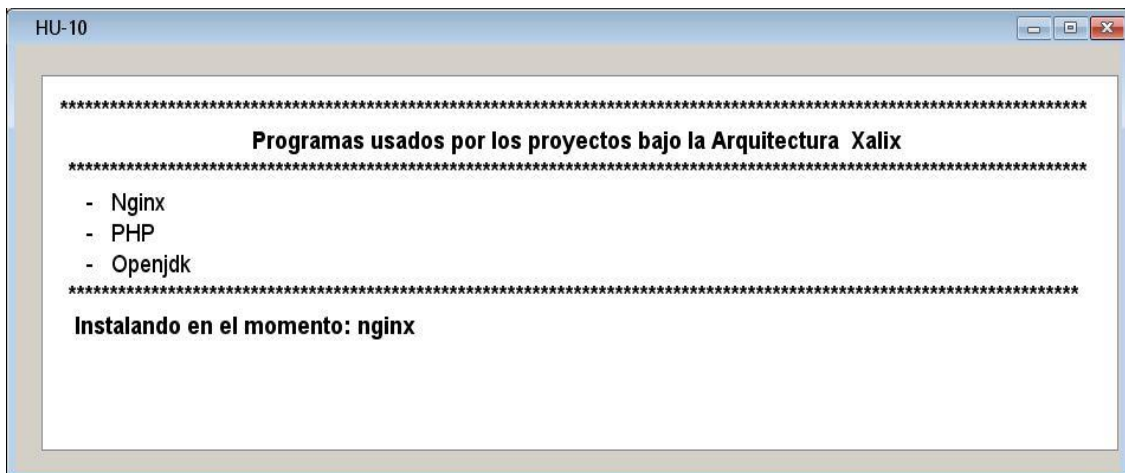 HU-10
****************************************************************************************************************************
Programas usados por los proyectos bajo la Arquitectura Xalix
***************************************************************************************************************************
- Nginx
- PHP
- Openjdk
**************************************************************************************************************************
Instalando en el momento: nginx